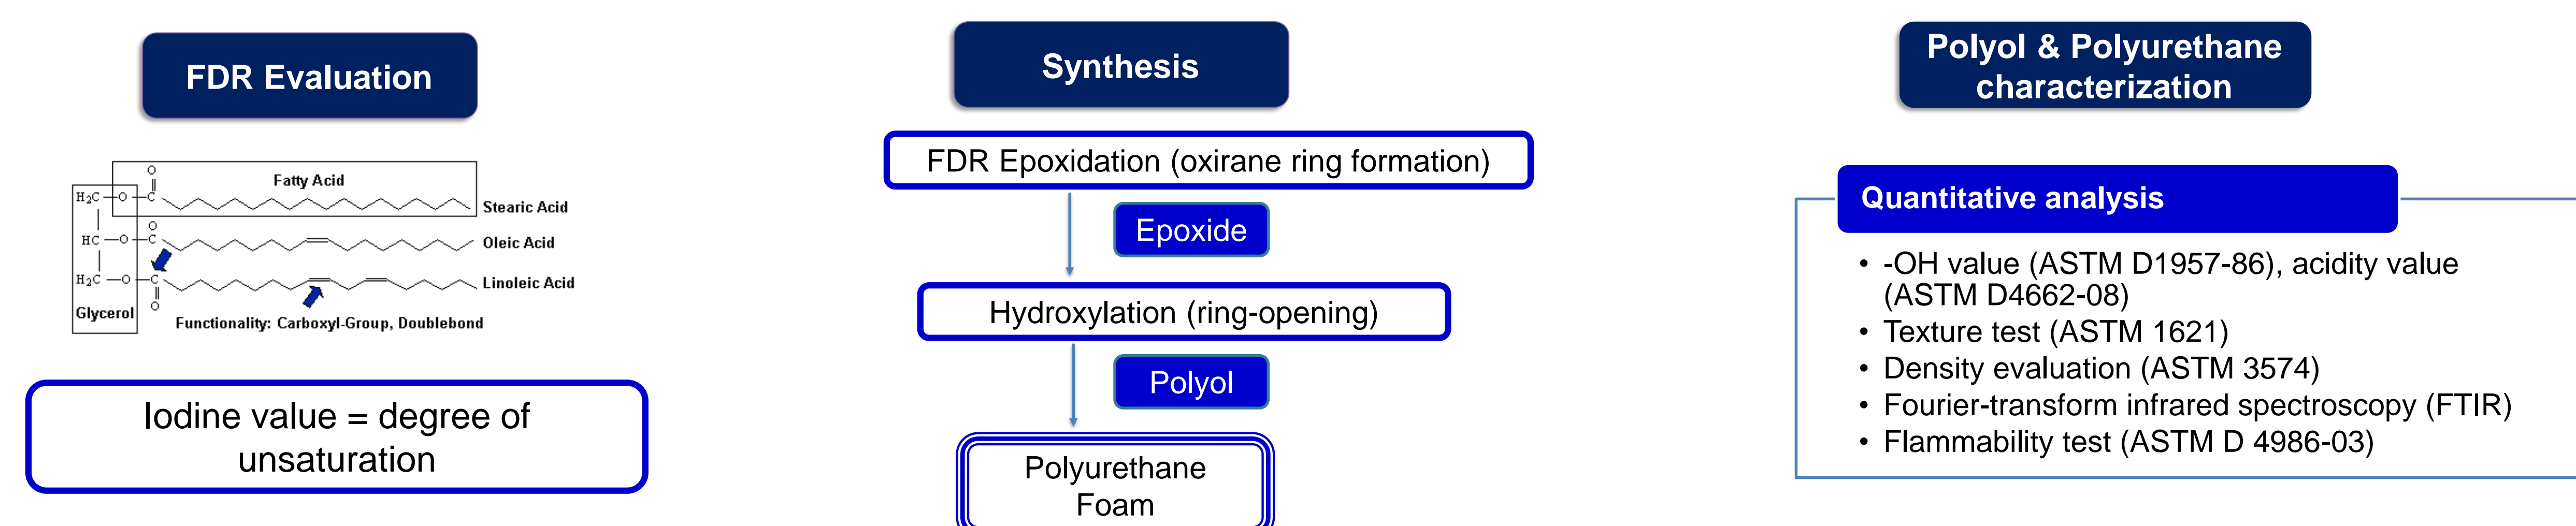 FDR Evaluation
O
Fatty Acid
H₂C—O—C
Stearic Acid
O
HC—O—C
Oleic Acid
H₂C—O—C
Linoleic Acid
O
Glycerol
Functionality: Carboxyl-Group, Doublebond
Iodine value = degree of
unsaturation
Synthesis
FDR Epoxidation (oxirane ring formation)
Epoxide
Hydroxylation (ring-opening)
Polyol
Polyurethane
Foam
Polyol & Polyurethane
characterization
Quantitative analysis
• -OH value (ASTM D1957-86), acidity value
(ASTM D4662-08)
• Texture test (ASTM 1621)
• Density evaluation (ASTM 3574)
• Fourier-transform infrared spectroscopy (FTIR)
• Flammability test (ASTM D 4986-03)